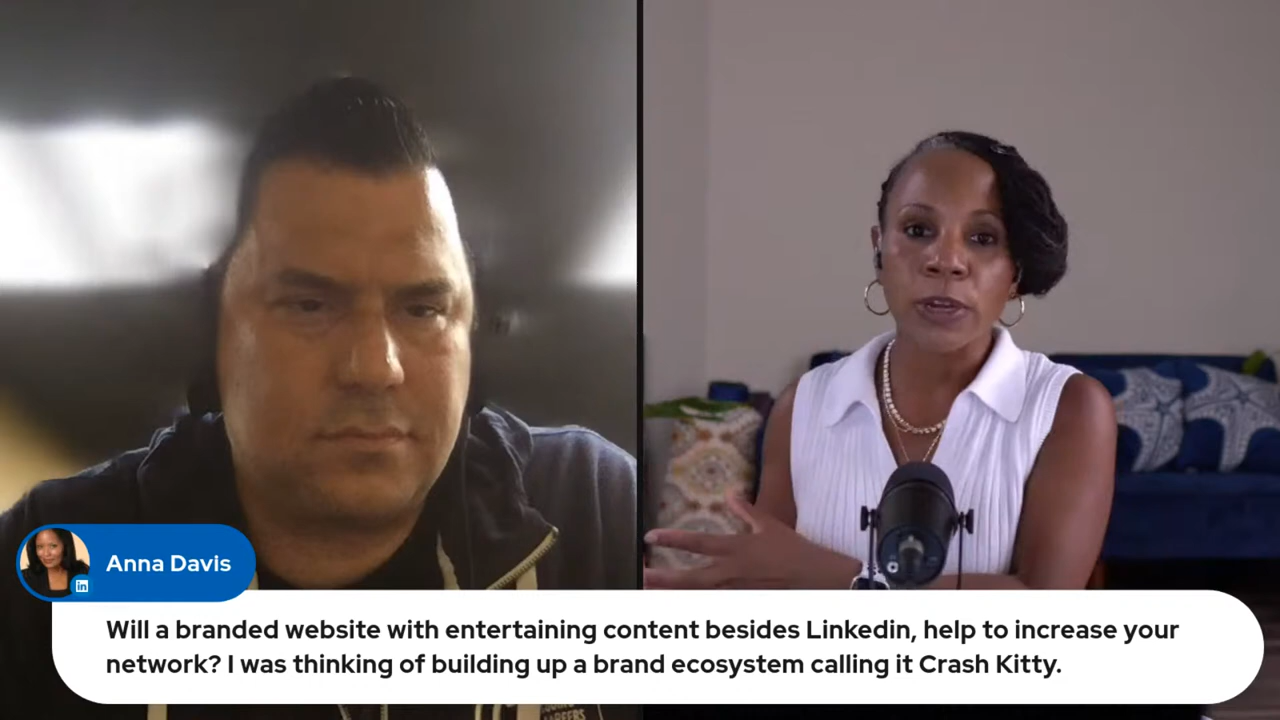 Anna Davis
in
Will a branded website with entertaining content besides Linkedin, help to increase your
network? I was thinking of building up a brand ecosystem calling it Crash Kitty.